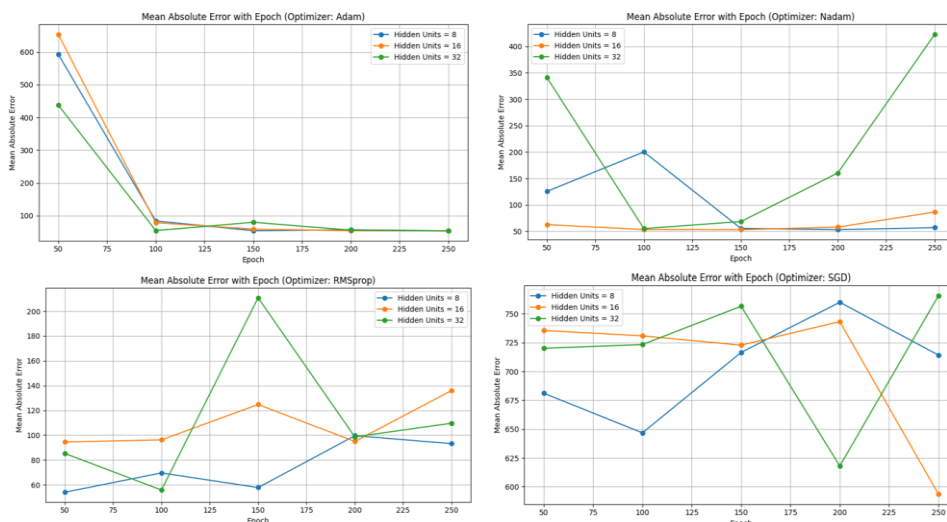 Mean Absolute Error with Epoch (Optimizer: Adam)
Mean Absolute Error
600
500
400
300
200
100
Hidden Units = 8
Hidden Units = 16
Hidden Units = 32
50 75 100 125 150 175 200 225 250
Epoch
Mean Absolute Error with Epoch (Optimizer: Nadam)
Mean Absolute Error
400
350
300
250
200
150
100
50
Hidden Units = 8
Hidden Units = 16
Hidden Units = 32
50 75 100 125 150 175 200 225 250
Epoch
Mean Absolute Error with Epoch (Optimizer: RMSprop)
Mean Absolute Error
200
180
160
140
120
100
80
60
Hidden Units = 8
Hidden Units = 16
Hidden Units = 32
50 75 100 125 150 175 200 225 250
Epoch
Mean Absolute Error with Epoch (Optimizer: SGD)
Mean Absolute Error
750
725
700
675
650
625
600
Hidden Units = 8
Hidden Units = 16
Hidden Units = 32
50 75 100 125 150 175 200 225 250
Epoch